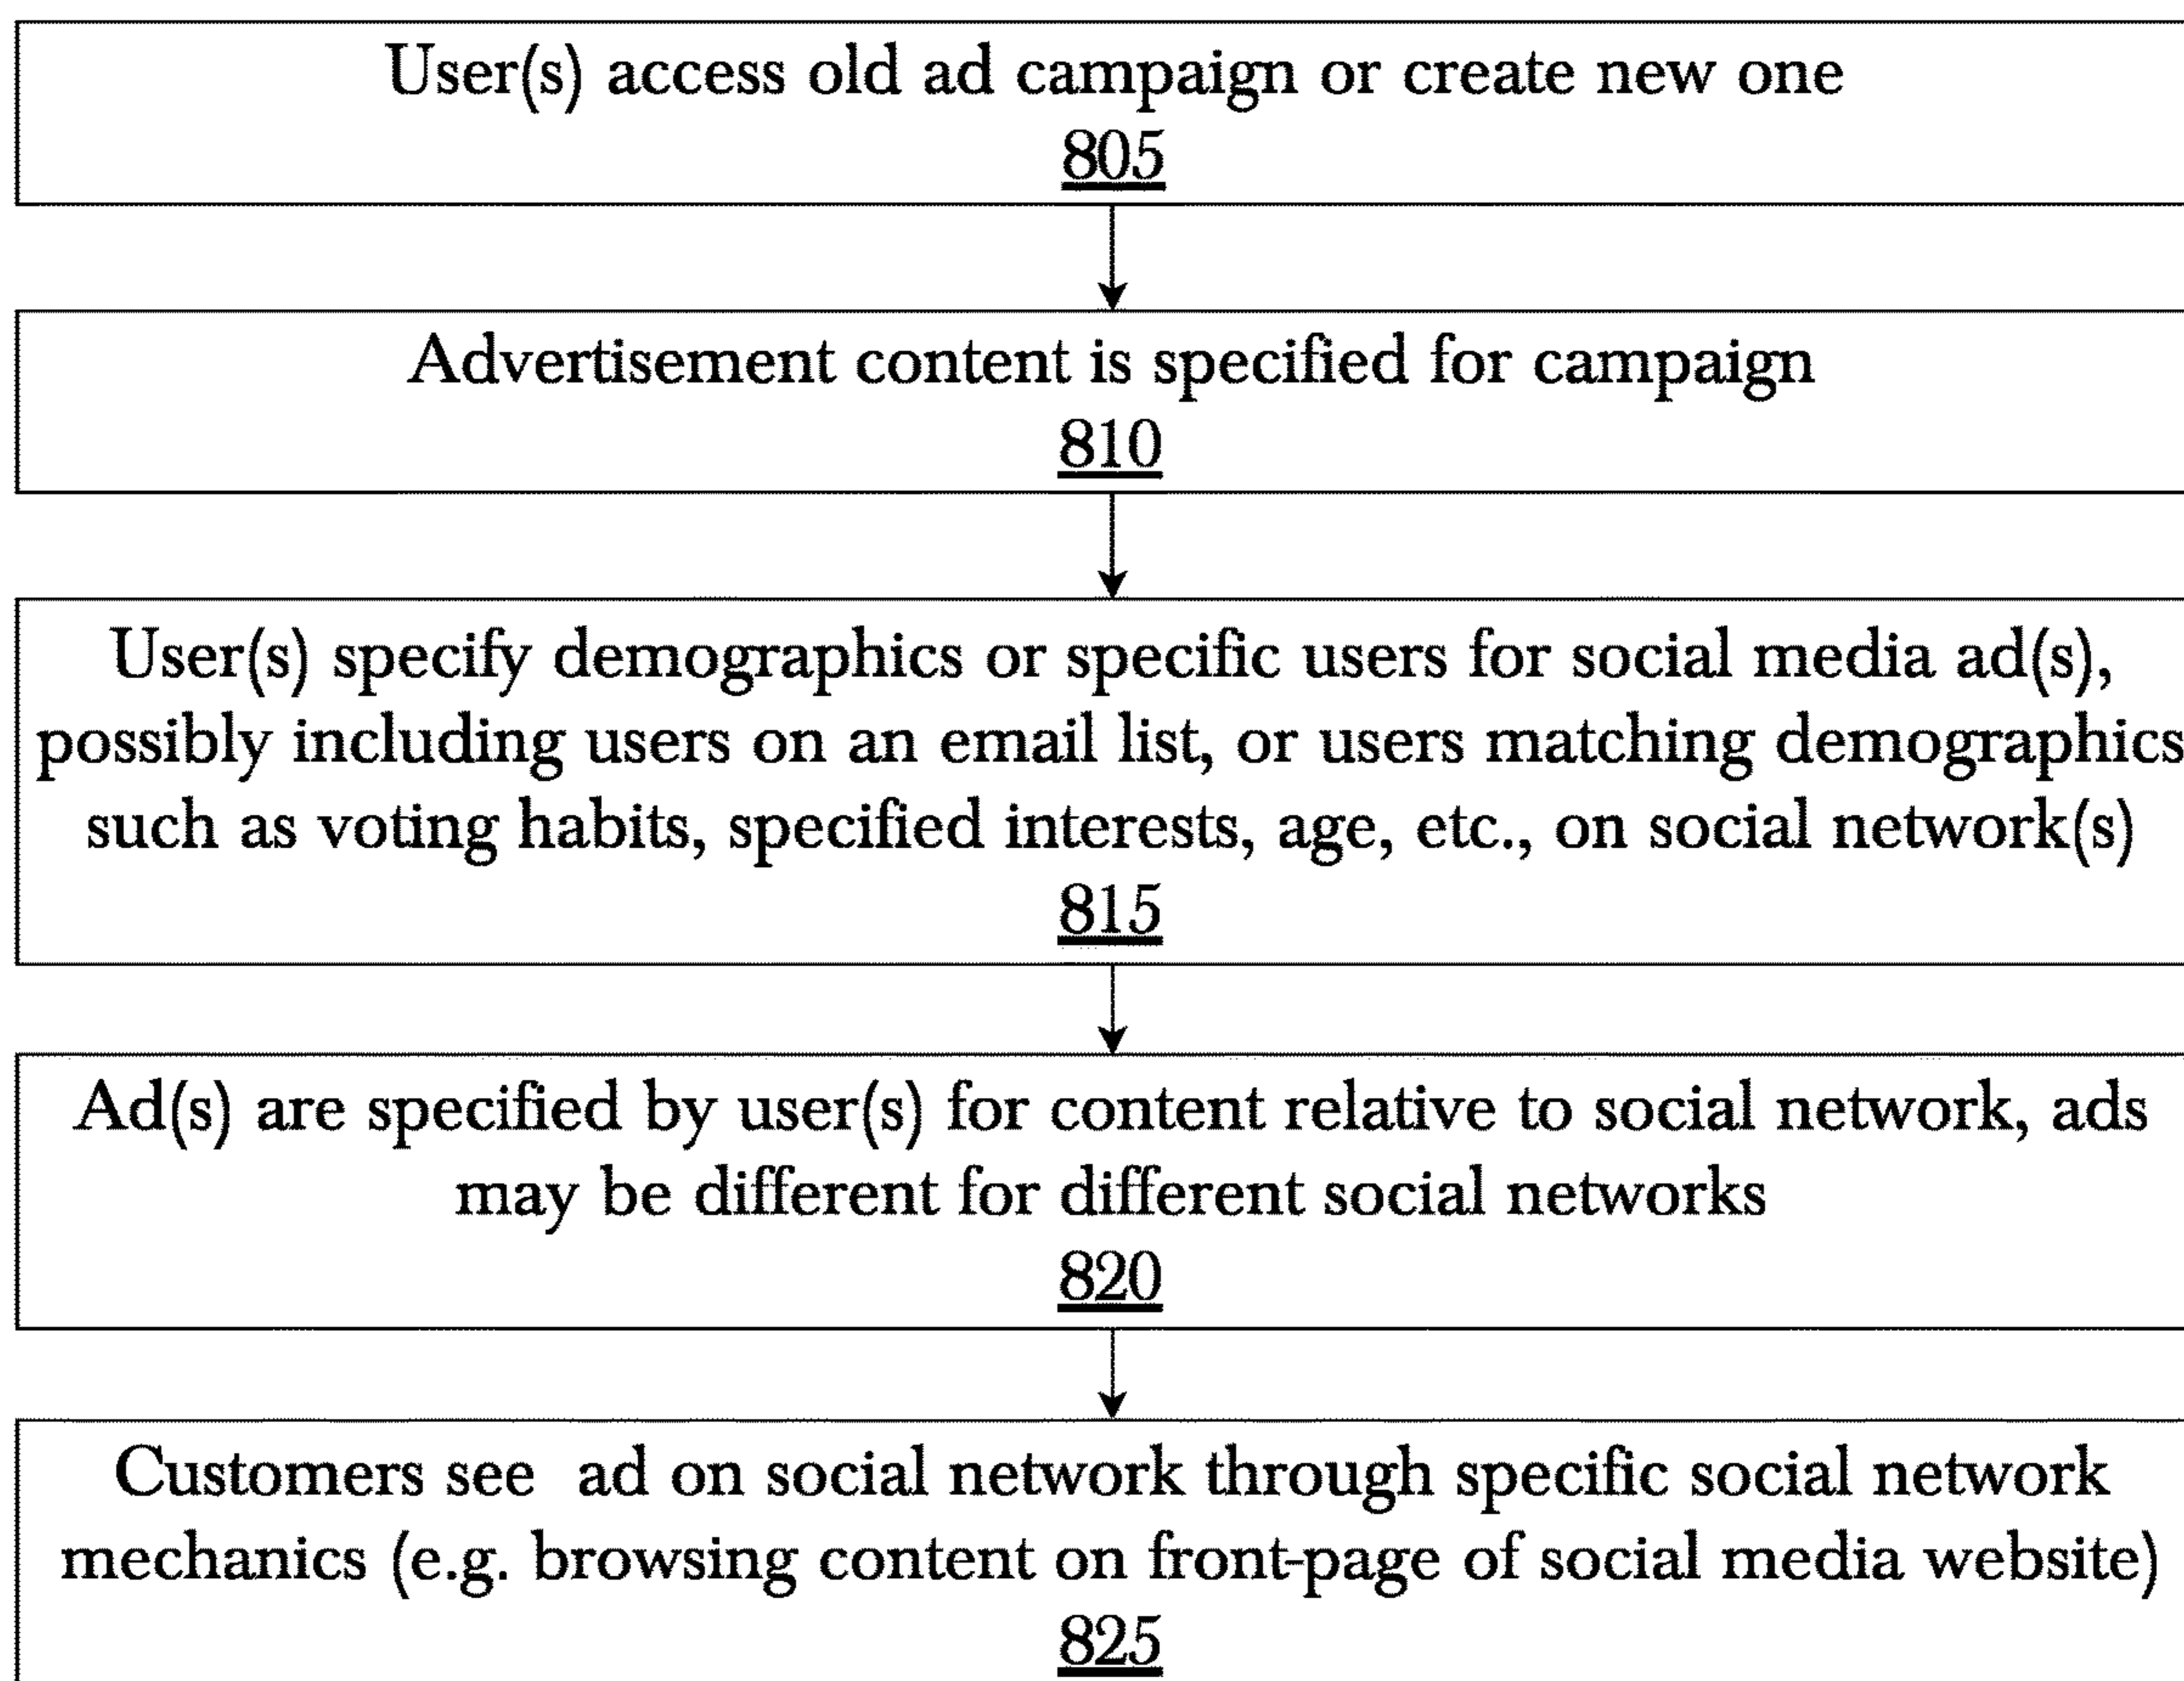 User(s) access old ad campaign or create new one
805
Advertisement content is specified for campaign
810
User(s) specify demographics or specific users for social media ad(s),
possibly including users on an email list, or users matching demographics
such as voting habits, specified interests, age, etc., on social network(s)
815
Ad(s) are specified by user(s) for content relative to social network, ads
may be different for different social networks
820
Customers see  ad on social network through specific social network
mechanics (e.g. browsing content on front-page of social media website)
825